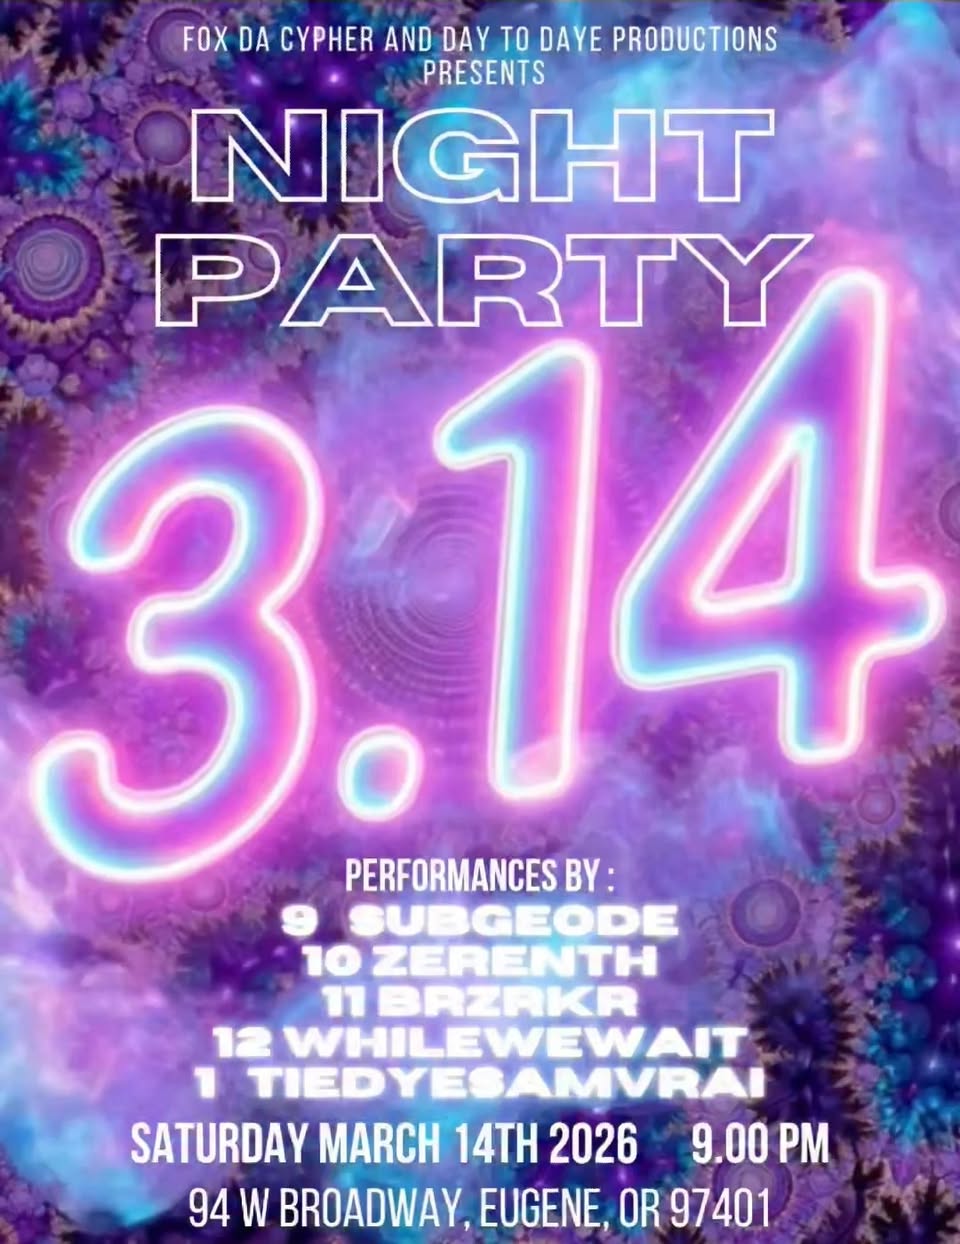 FOX DA CYPHER AND DAY TO DAYE PRODUCTIONS
PRESENTS
NIGHT
PARTY
3.14
PERFORMANCES BY :
9 SUBGEODE
10 ZERENTH
11 BRZRKR
12 WHILEWEWAIT
1 TIEDYESAMVRAI
SATURDAY MARCH 14TH 2026 9.00 PM
94 W BROADWAY, EUGENE, OR 97401